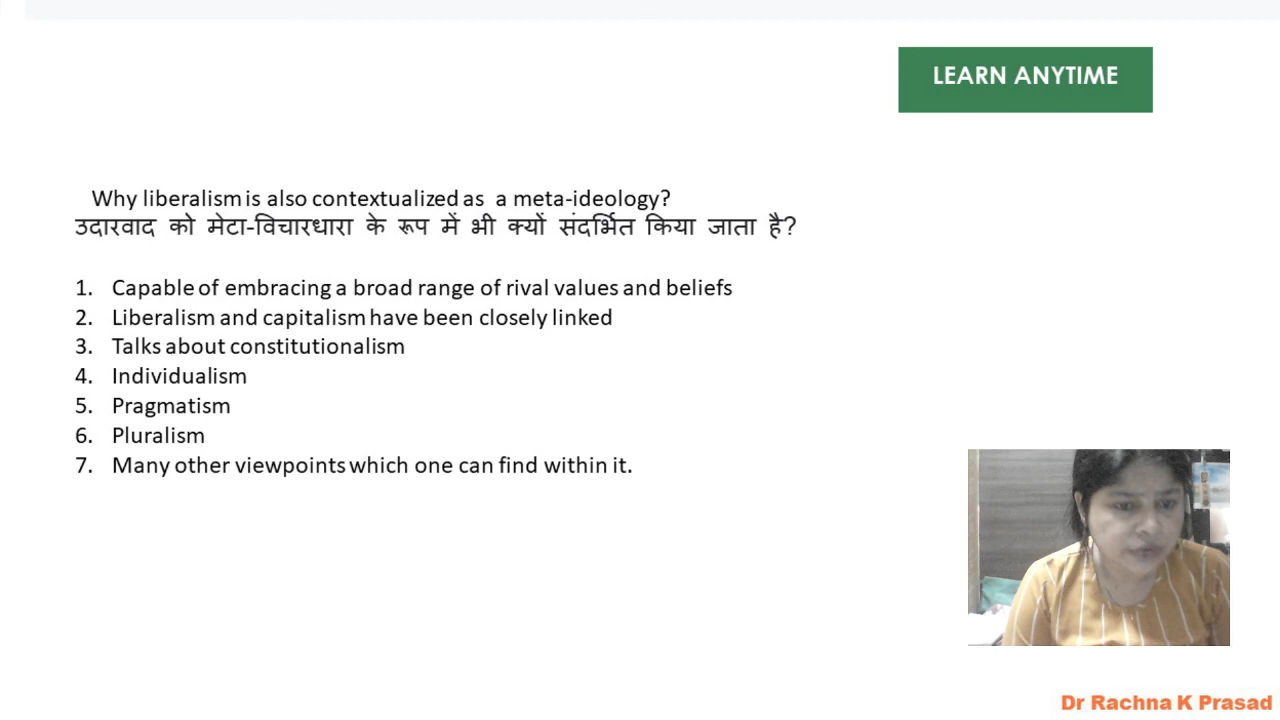 LEARN ANYTIME
Why liberalism is also contextualized as a meta-ideology?
उदारवाद को मेटा-विचारधारा के रूप में भी क्यों संदर्भित किया जाता है?
1. Capable of embracing a broad range of rival values and beliefs
2. Liberalism and capitalism have been closely linked
3. Talks about constitutionalism
4. Individualism
5. Pragmatism
6. Pluralism
7. Many other viewpoints which one can find within it.
Dr Rachna K Prasad